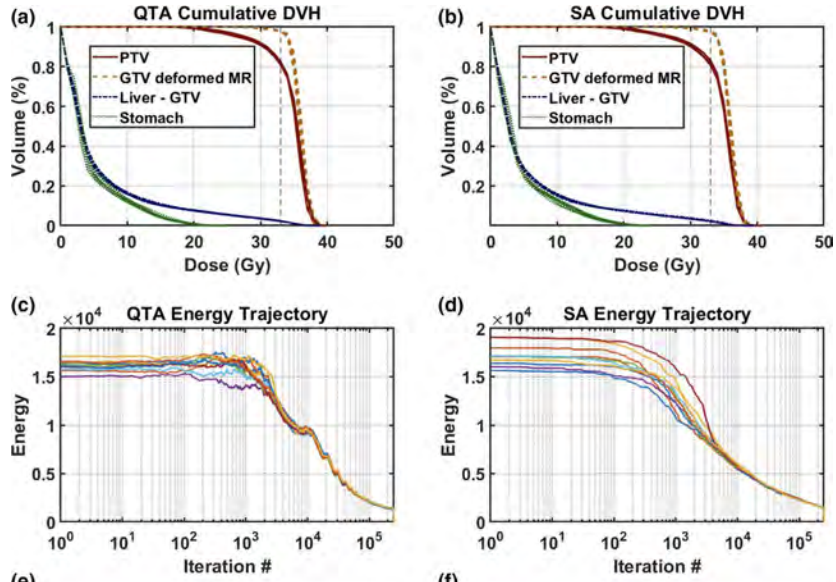 (a)
QTA Cumulative DVH
1
0.8
0.6
0.4
0.2
0
Volume (%)
PTV
GTV deformed MR
Liver - GTV
Stomach
0 10 20 30 40 50
Dose (Gy)
(b)
SA Cumulative DVH
1
0.8
0.6
0.4
0.2
0
Volume (%)
PTV
GTV deformed MR
Liver - GTV
Stomach
0 10 20 30 40 50
Dose (Gy)
(c)
QTA Energy Trajectory
×10⁴
2
1.5
1
0.5
0
Energy
10⁰ 10¹ 10² 10³ 10⁴ 10⁵
Iteration #
(d)
SA Energy Trajectory
×10⁴
2
1.5
1
0.5
0
Energy
10⁰ 10¹ 10² 10³ 10⁴ 10⁵
Iteration #